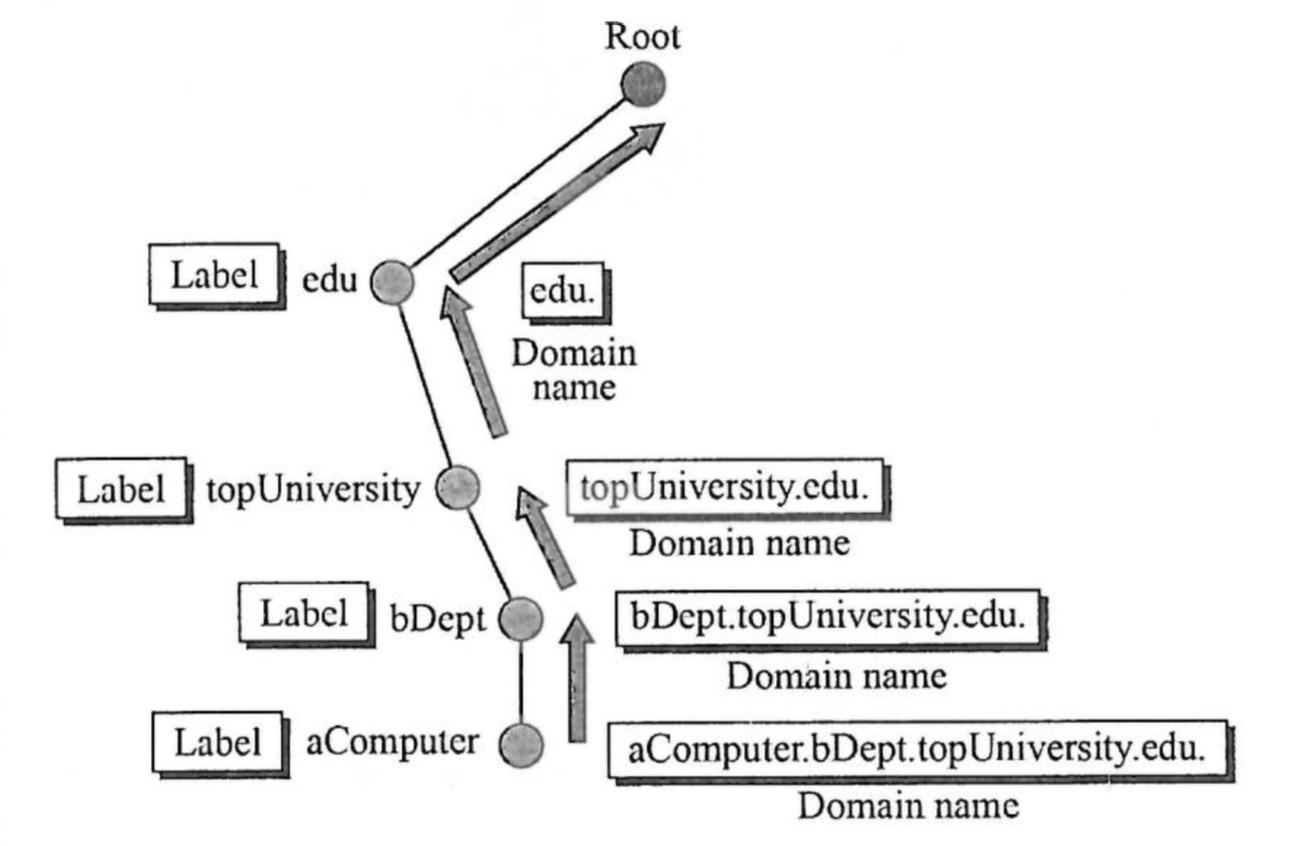 Root
Label edu
edu.
Domain
name
Label topUniversity
topUniversity.edu.
Domain name
Label bDept
bDept.topUniversity.edu.
Domain name
Label aComputer
aComputer.bDept.topUniversity.edu.
Domain name